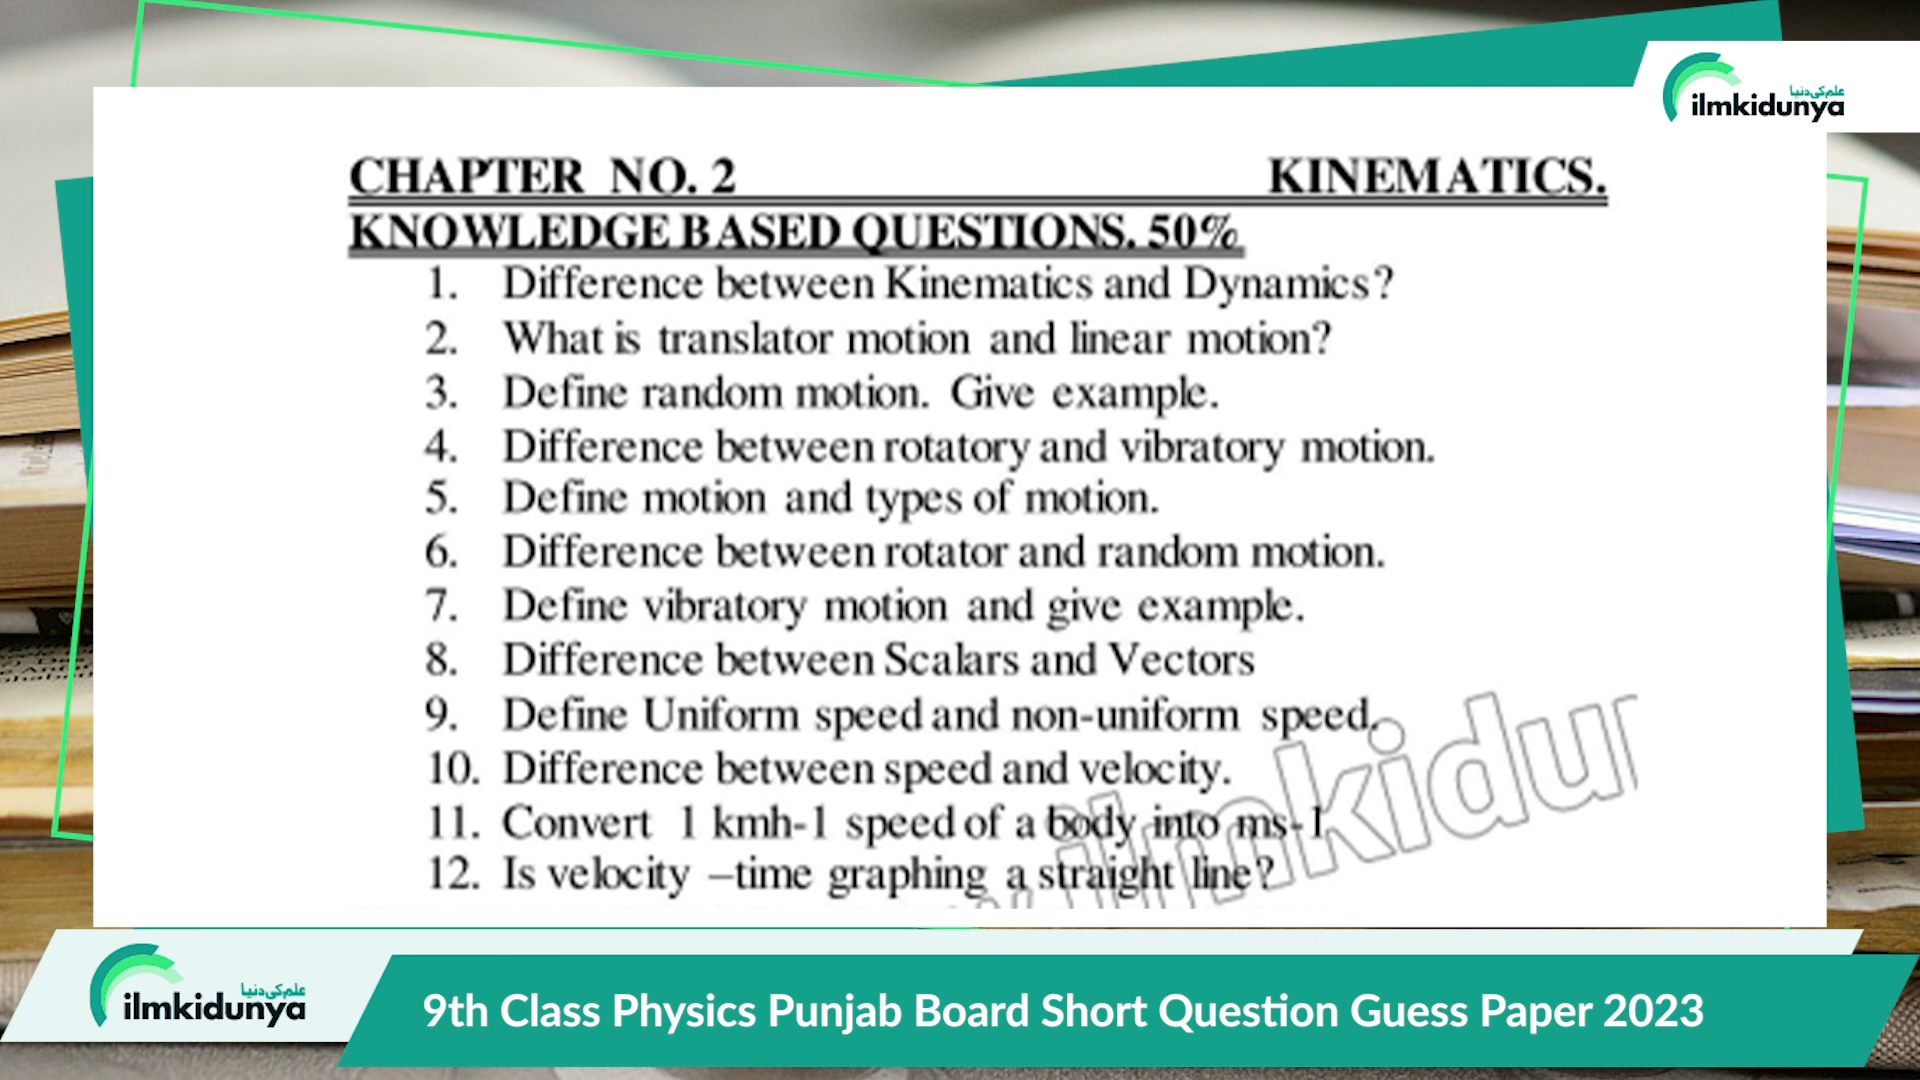 علم کی دنیا
ilmkidunya
CHAPTER NO. 2 KINEMATICS.
KNOWLEDGE BASED QUESTIONS. 50%
1. Difference between Kinematics and Dynamics?
2. What is translator motion and linear motion?
3. Define random motion. Give example.
4. Difference between rotatory and vibratory motion.
5. Define motion and types of motion.
6. Difference between rotator and random motion.
7. Define vibratory motion and give example.
8. Difference between Scalars and Vectors
9. Define Uniform speed and non-uniform speed.
10. Difference between speed and velocity.
11. Convert 1 kmh-1 speed of a body into ms-1
12. Is velocity –time graphing a straight line?
علم کی دنیا
ilmkidunya
9th Class Physics Punjab Board Short Question Guess Paper 2023